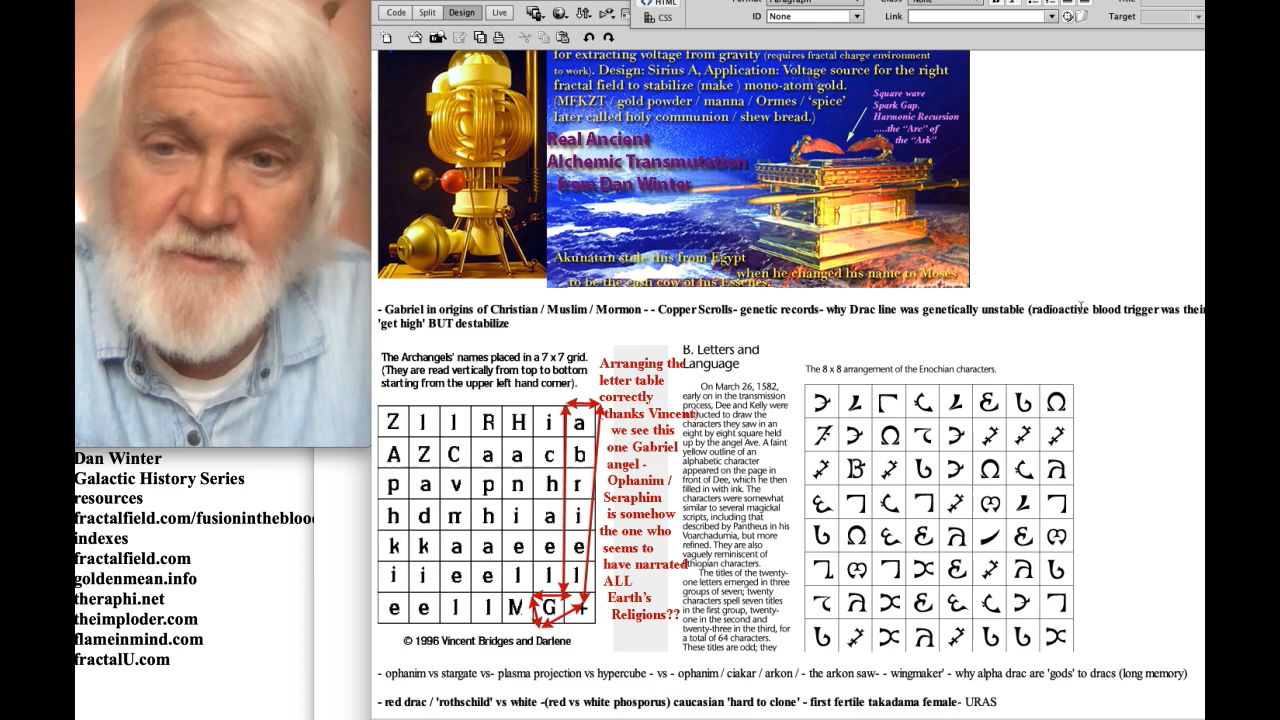 Code Split Design Live
HTML
CSS
ID None
Link
Target
for extracting voltage from gravity (requires fractal charge environment
to work). Design: Sirius A, Application: Voltage source for the right
fractal field to stabilize (make ) mono-atom gold.
(MFKZT / gold powder / manna / Ormes / ‘spice’
later called holy communion / shew bread.)
Square wave
Spark Gap.
Harmonic Recursion
.....the “Arc” of
the “Ark”
Real Ancient
Alchemic Transmutation
- from Dan Winter
Akunatun stole this from Egypt
when he changed his name to Moses
to be the cash cow of his Essenes.
- Gabriel in origins of Christian / Muslim / Mormon - - Copper Scrolls- genetic records- why Drac line was genetically unstable (radioactive blood trigger was their
'get high' BUT destabilize
The Archangels' names placed in a 7 x 7 grid.
(They are read vertically from top to bottom
starting from the upper left hand corner).
Z l l R H i a
A Z C a a c b
p a v p n h r
h d m h i a i
k k a a e e e
i i e e l l l
e e l l M G +
© 1996 Vincent Bridges and Darlene
Arranging the
letter table
correctly
thanks Vincent)
we see this
one Gabriel
angel -
Ophanim /
Seraphim
is somehow
the one who
seems to
have narrated
ALL
Earth's
Religions??
B. Letters and
Language
On March 26, 1582,
early on in the transmission
process, Dee and Kelly were
instructed to draw the
characters they saw in an
eight by eight square held
up by the angel Ave. A faint
yellow outline of an
alphabetic character
appeared on the page in
front of Dee, which he then
filled in with ink. The
characters were somewhat
similar to several magickal
scripts, including that
described by Pantheus in his
Voarchadumia, but more
refined. They are also
vaguely reminiscent of
Ethiopian characters.
The titles of the twenty-
one letters emerged in three
groups of seven; twenty
characters spell seven titles
in the first group, twenty-
one in the second and
twenty-three in the third, for
a total of 64 characters.
These titles are odd; they
The 8 x 8 arrangement of the Enochian characters.
- ophanim vs stargate vs- plasma projection vs hypercube - vs - ophanim / ciakar / arkon / - the arkon saw- - wingmaker' - why alpha drac are 'gods' to dracs (long memory)
- red drac / 'rothschild' vs white -(red vs white phosporus) caucasian 'hard to clone' - first fertile takadama female- URAS
Dan Winter
Galactic History Series
resources
fractalfield.com/fusionintheblood
indexes
fractalfield.com
goldenmean.info
theraphi.net
theimploder.com
flameinmind.com
fractalU.com